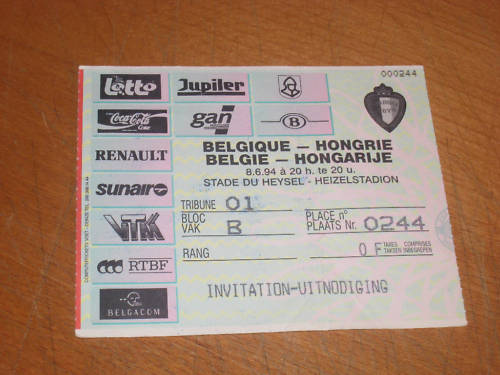 000244
Lotto
Jupiler
Coca-Cola
gan
B
RENAULT
sunair
VTM
RTBF
BELGACOM
BELGIQUE — HONGRIE
BELGIE — HONGARIJE
8.6.94 à 20 h. te 20 u.
STADE DU HEYSEL - HEIZELSTADION
TRIBUNE 01
BLOC
VAK B
PLACE n°
PLAATS Nr. 0244
RANG
0 F TAXES COMPRISES
TAKSEN INBEGREPEN
INVITATION-UITNODIGING